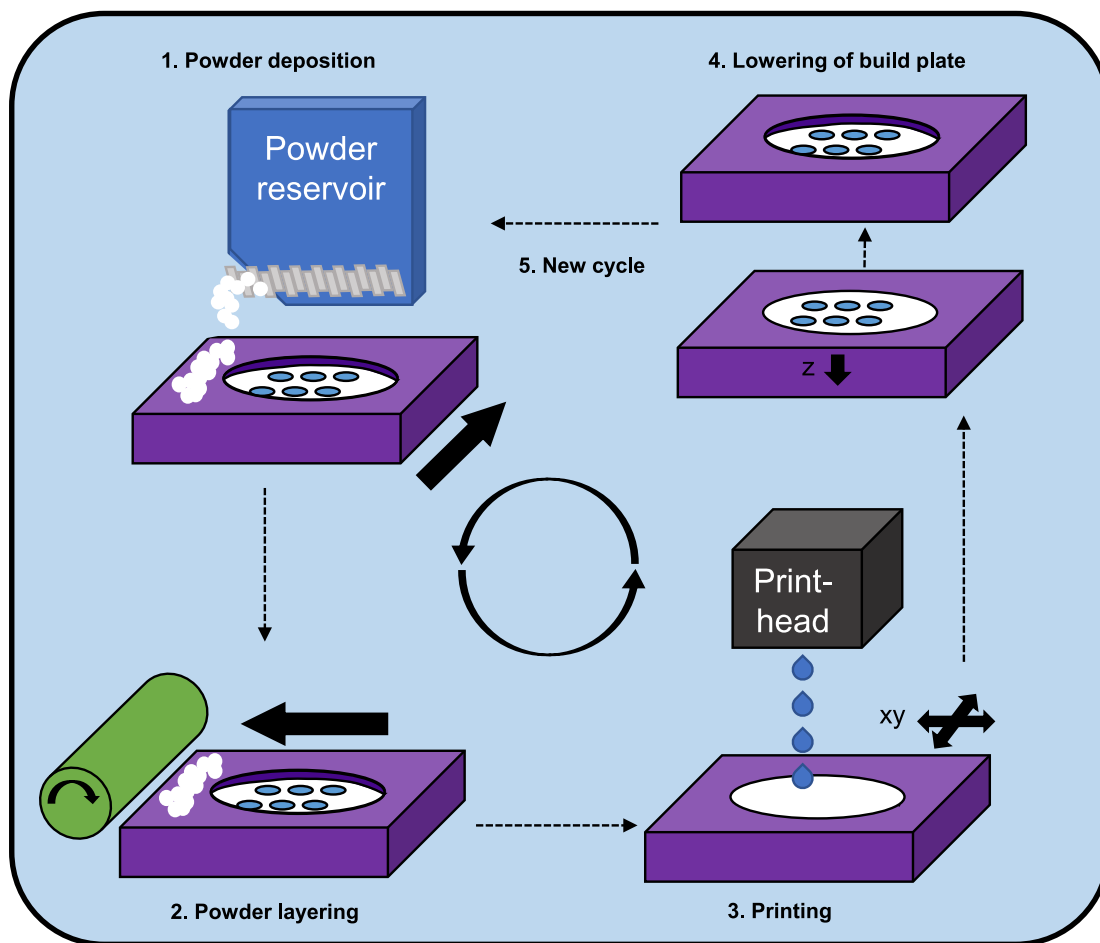 1. Powder deposition
4. Lowering of build plate
Powder
reservoir
5. New cycle
z
Print-
head
xy
2. Powder layering
3. Printing